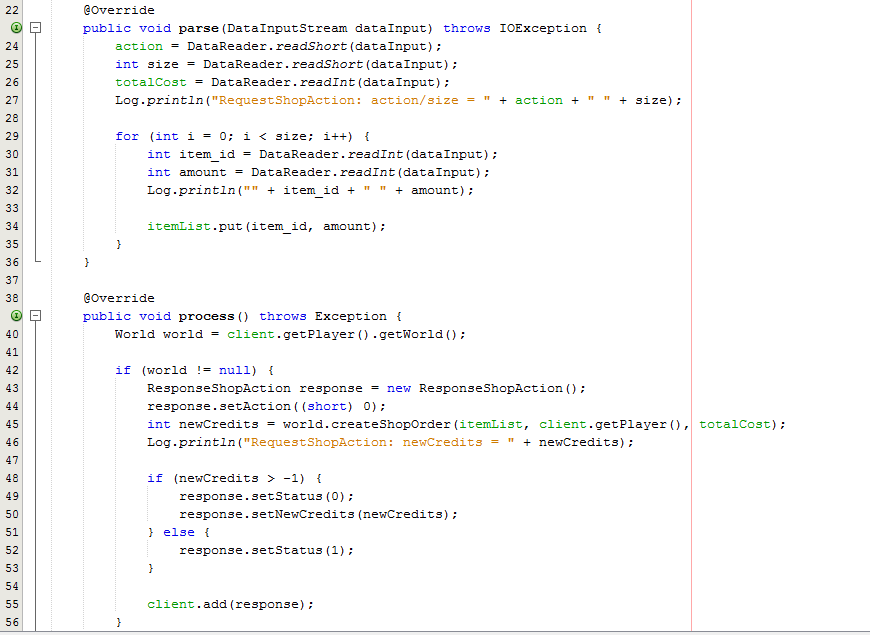 22 @Override
public void parse(DataInputStream dataInput) throws IOException {
24 action = DataReader.readShort(dataInput);
25 int size = DataReader.readShort(dataInput);
26 totalCost = DataReader.readInt(dataInput);
27 Log.println("RequestShopAction: action/size = " + action + " " + size);
28
29 for (int i = 0; i < size; i++) {
30 int item_id = DataReader.readInt(dataInput);
31 int amount = DataReader.readInt(dataInput);
32 Log.println("" + item_id + " " + amount);
33
34 itemList.put(item_id, amount);
35 }
36 }
37
38 @Override
public void process() throws Exception {
40 World world = client.getPlayer().getWorld();
41
42 if (world != null) {
43 ResponseShopAction response = new ResponseShopAction();
44 response.setAction((short) 0);
45 int newCredits = world.createShopOrder(itemList, client.getPlayer(), totalCost);
46 Log.println("RequestShopAction: newCredits = " + newCredits);
47
48 if (newCredits > -1) {
49 response.setStatus(0);
50 response.setNewCredits(newCredits);
51 } else {
52 response.setStatus(1);
53 }
54
55 client.add(response);
56 }